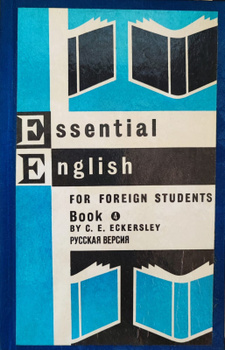 Essential
English
FOR FOREIGN STUDENTS
Book 4
BY C. E. ECKERSLEY
РУССКАЯ ВЕРСИЯ